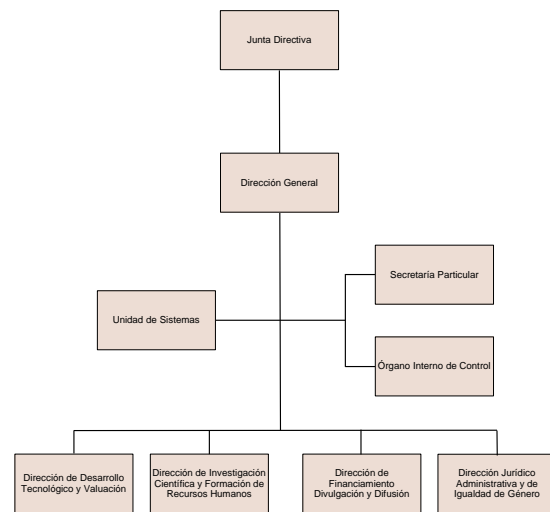 Junta Directiva
Dirección General
Secretaría Particular
Unidad de Sistemas
Órgano Interno de Control
Dirección de Desarrollo
Tecnológico y Valuación
Dirección de Investigación
Científica y Formación de
Recursos Humanos
Dirección de
Financiamiento
Divulgación y Difusión
Dirección Jurídico
Administrativa y de
Igualdad de Género